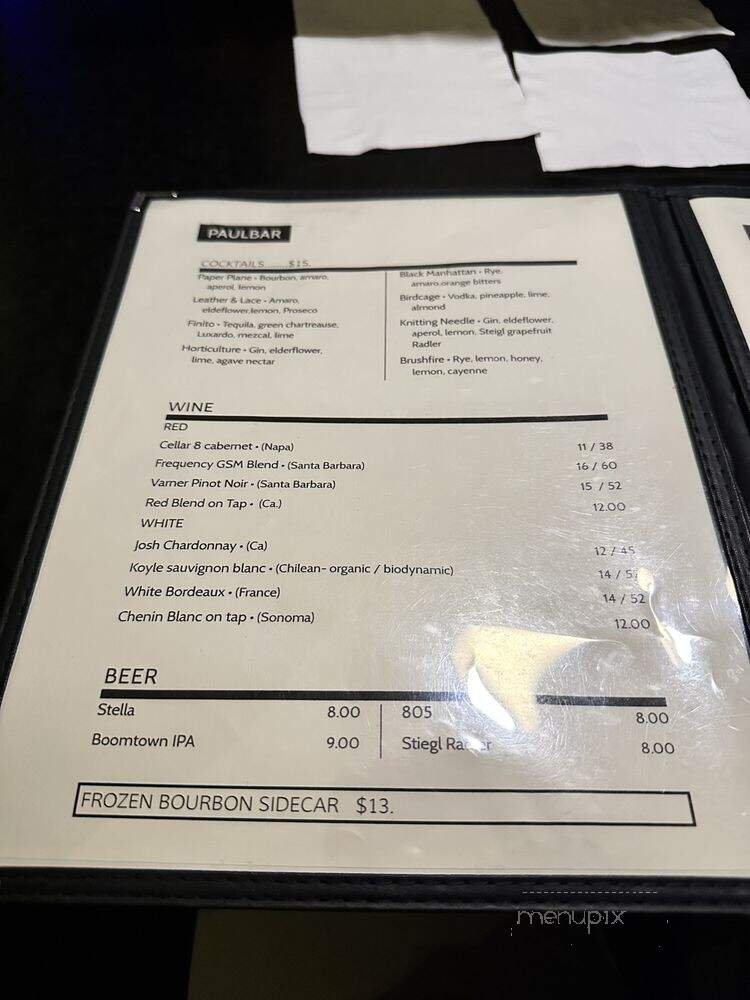 PAULBAR
COCKTAILS......$15.
Paper Plane • Bourbon, amaro,
aperol, lemon
Leather & Lace • Amaro,
eldeflower,lemon, Proseco
Finito • Tequila, green chartreause,
Luxardo, mezcal, lime
Horticulture • Gin, elderflower,
lime, agave nectar
Black Manhattan • Rye,
amaro,orange bitters
Birdcage • Vodka, pineapple, lime,
almond
Knitting Needle • Gin, eldeflower,
aperol, lemon, Steigl grapefruit
Radler
Brushfire • Rye, lemon, honey,
lemon, cayenne
WINE
RED
Cellar 8 cabernet • (Napa) 11 / 38
Frequency GSM Blend • (Santa Barbara) 16 / 60
Varner Pinot Noir • (Santa Barbara) 15 / 52
Red Blend on Tap • (Ca.) 12.00
WHITE
Josh Chardonnay • (Ca) 12 / 45
Koyle sauvignon blanc • (Chilean- organic / biodynamic) 14 /
White Bordeaux • (France) 14 / 52
Chenin Blanc on tap • (Sonoma) 12.00
BEER
Stella 8.00
Boomtown IPA 9.00
805 8.00
Stiegl Radler 8.00
FROZEN BOURBON SIDECAR $13.
menupix